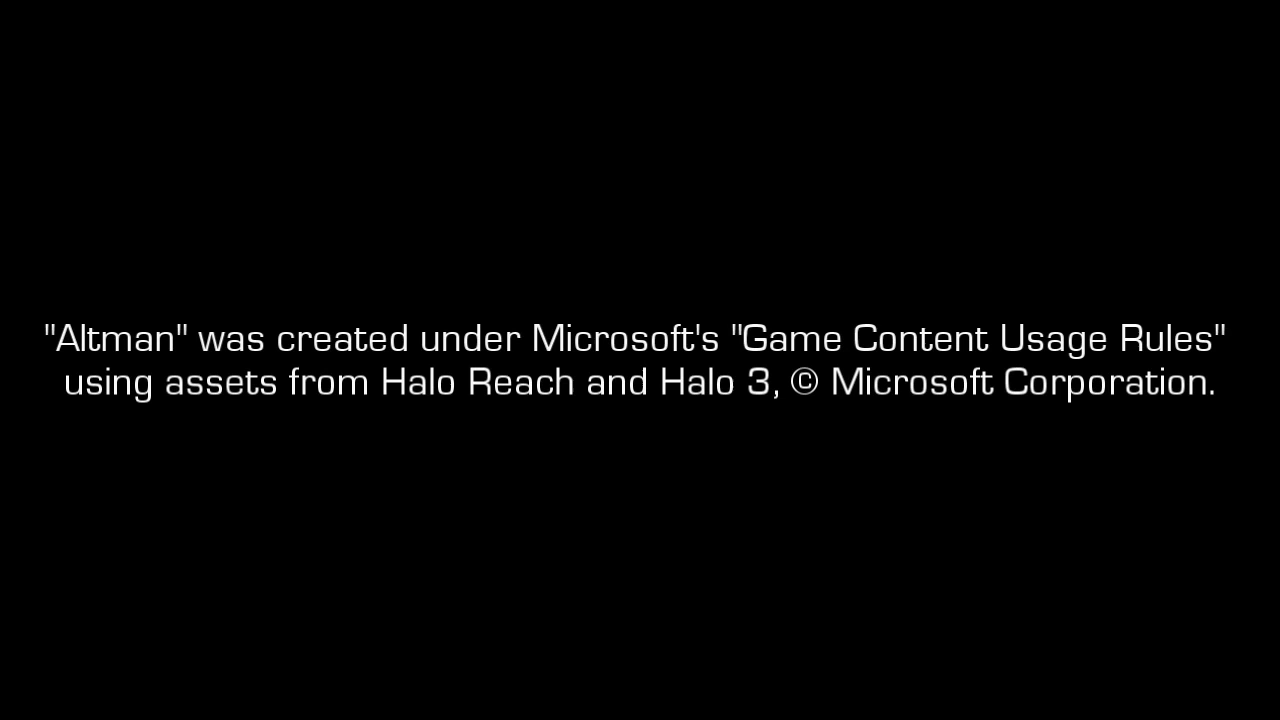 "Altman" was created under Microsoft's "Game Content Usage Rules"
using assets from Halo Reach and Halo 3, © Microsoft Corporation.